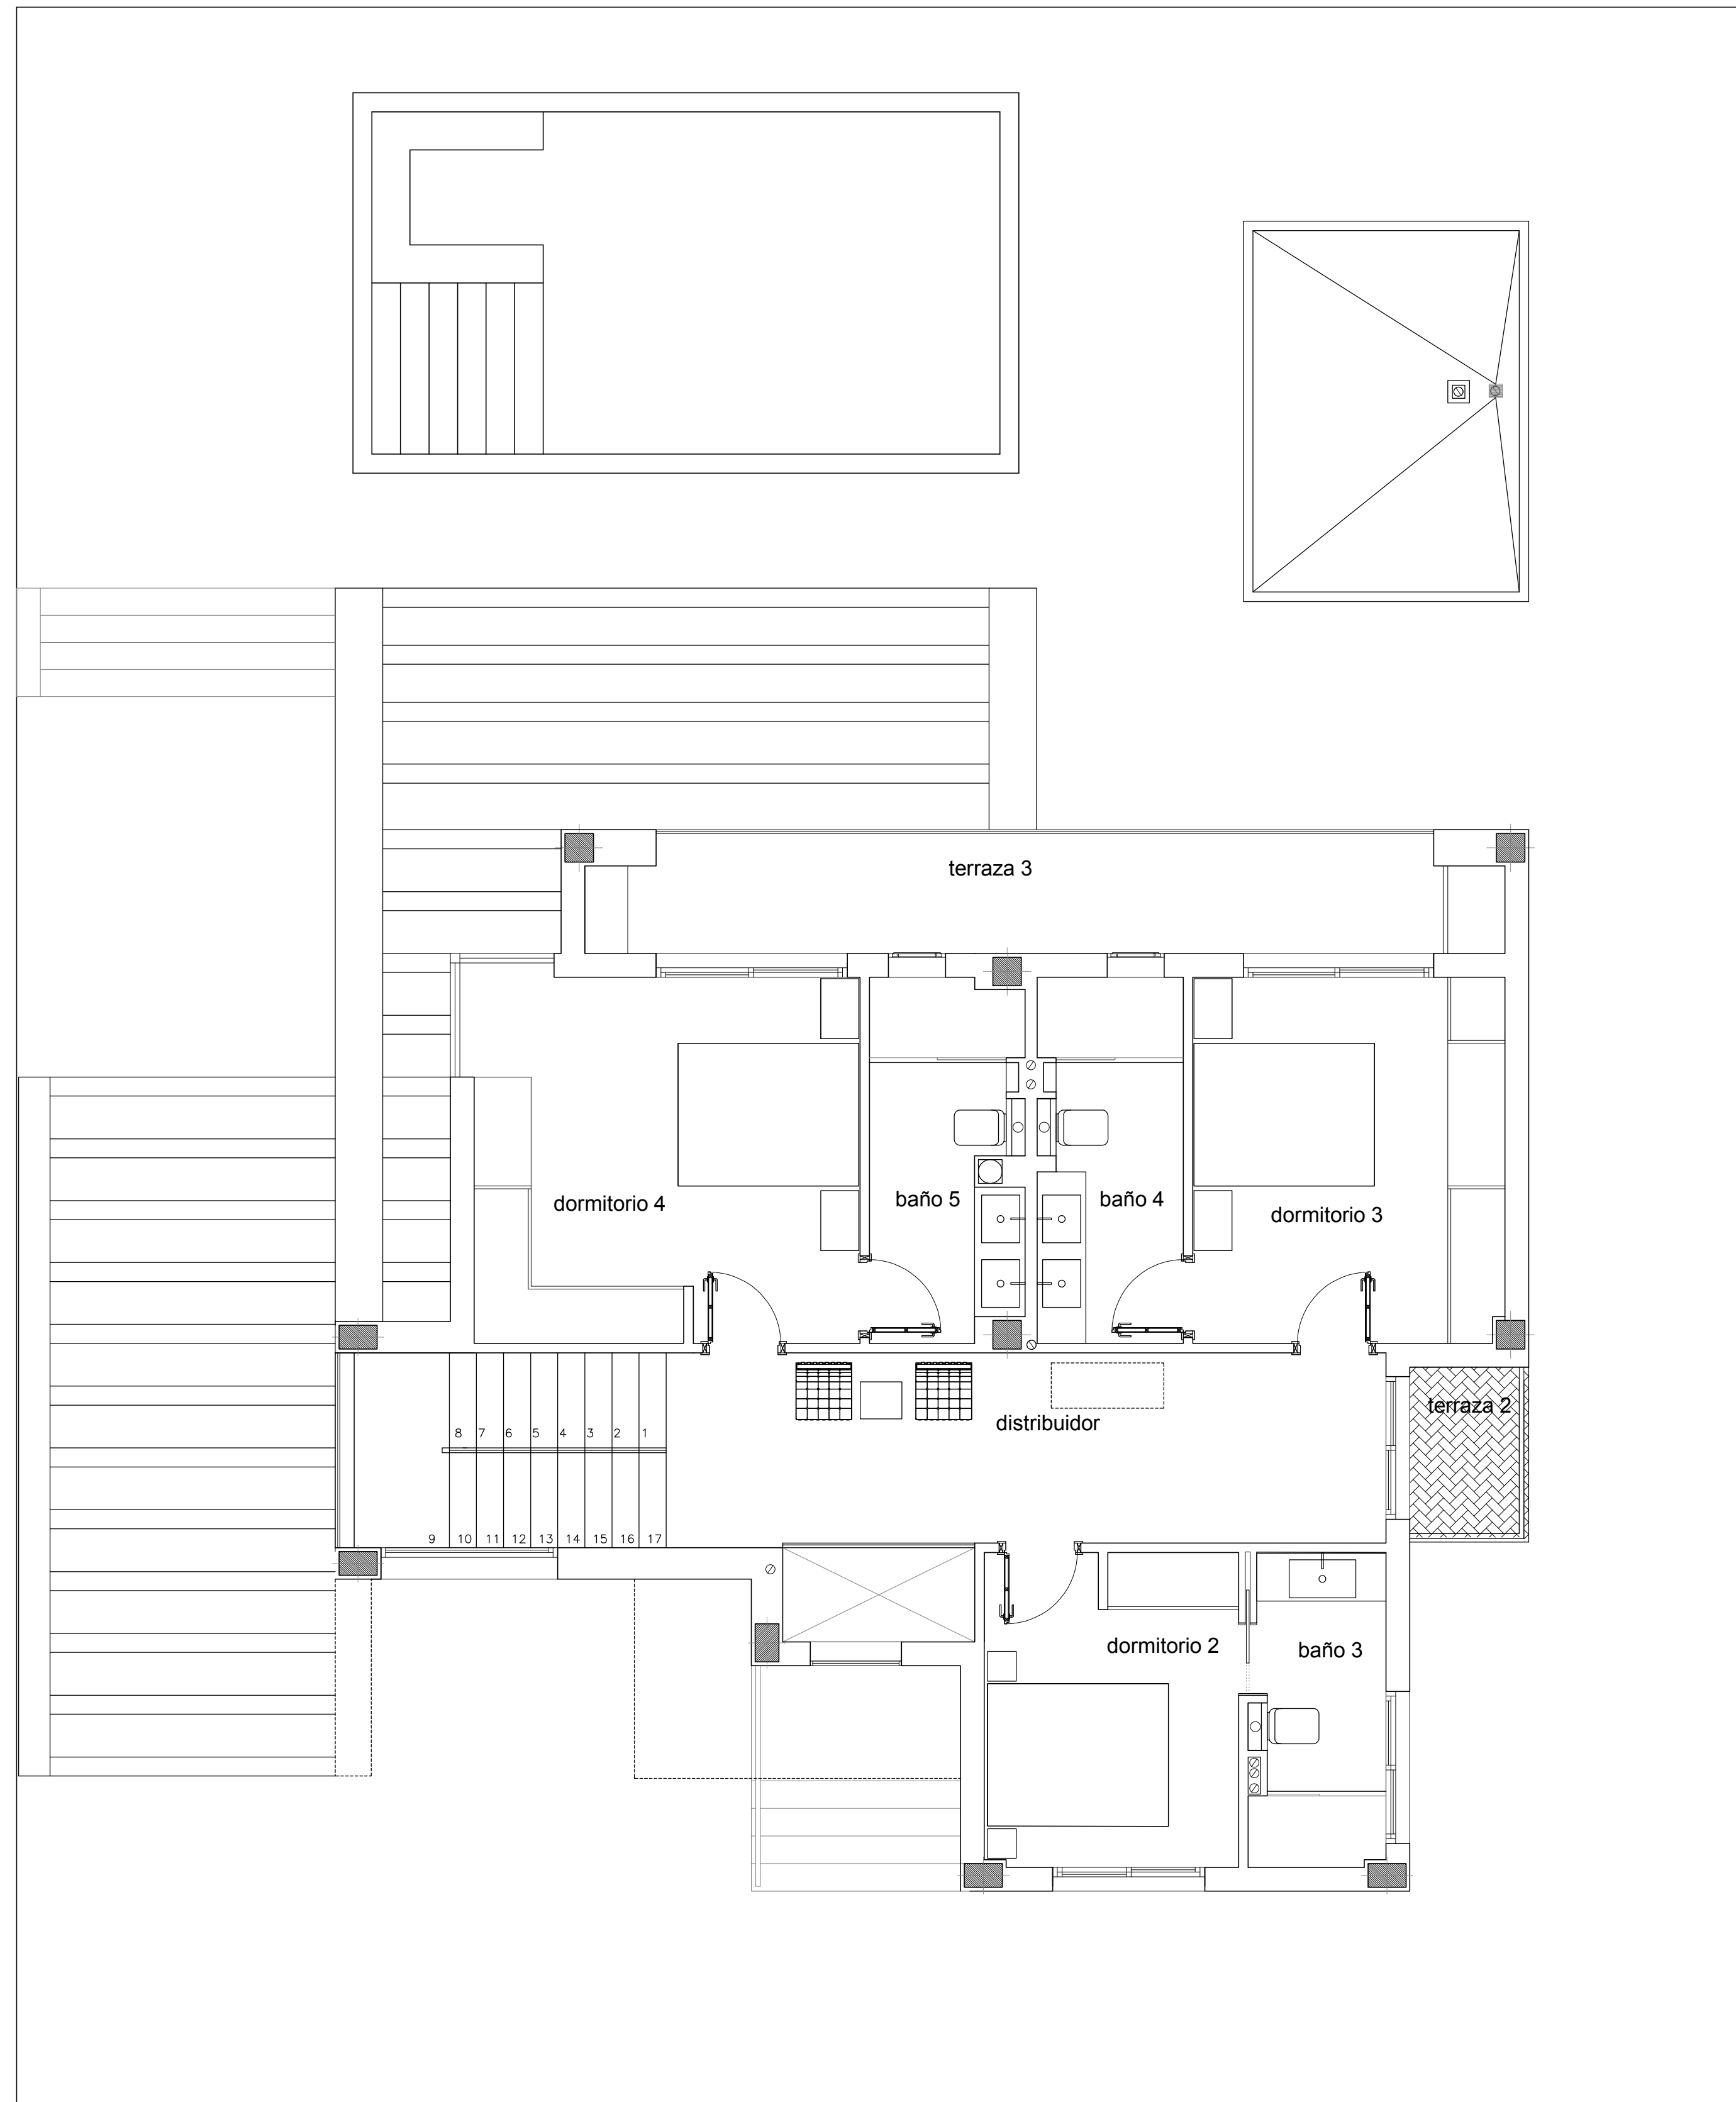 terraza 3
dormitorio 4
baño 5
baño 4
dormitorio 3
terraza 2
distribuidor
8 7 6 5 4 3 2 1
9 10 11 12 13 14 15 16 17
dormitorio 2
baño 3